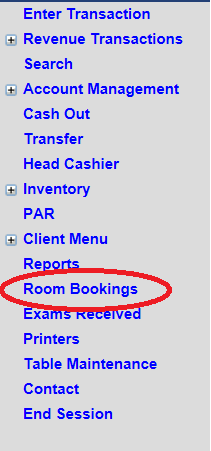 Enter Transaction
Revenue Transactions
Search
Account Management
Cash Out
Transfer
Head Cashier
Inventory
PAR
Client Menu
Reports
Room Bookings
Exams Received
Printers
Table Maintenance
Contact
End Session